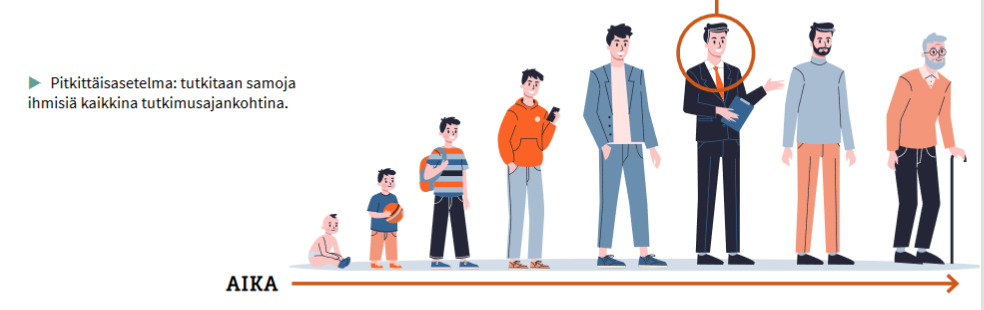 ▶ Pitkittäisasetelma: tutkitaan samoja
ihmisiä kaikkina tutkimusajankohtina.
AIKA